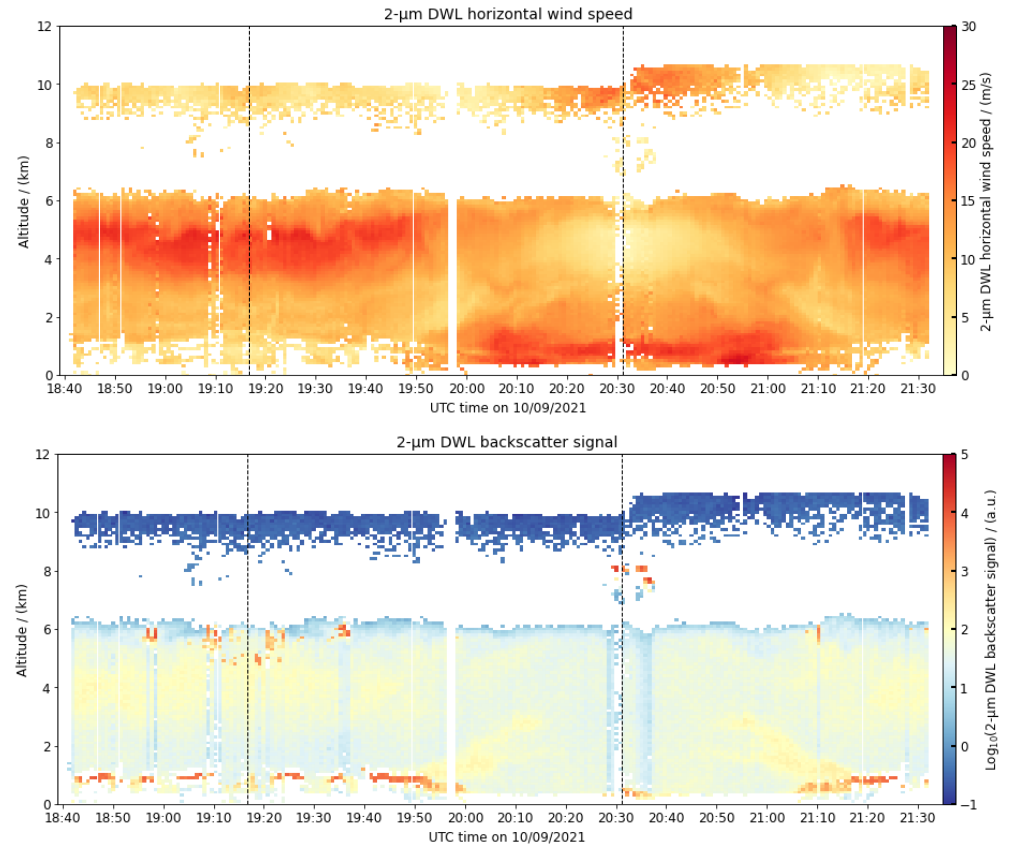 2-μm DWL horizontal wind speed
12
10
8
6
4
2
0
Altitude / (km)
18:40 18:50 19:00 19:10 19:20 19:30 19:40 19:50 20:00 20:10 20:20 20:30 20:40 20:50 21:00 21:10 21:20 21:30
UTC time on 10/09/2021
30
25
20
15
10
5
0
2-μm DWL horizontal wind speed / (m/s)
2-μm DWL backscatter signal
12
10
8
6
4
2
0
Altitude / (km)
18:40 18:50 19:00 19:10 19:20 19:30 19:40 19:50 20:00 20:10 20:20 20:30 20:40 20:50 21:00 21:10 21:20 21:30
UTC time on 10/09/2021
5
4
3
2
1
0
−1
Log₁₀(2-μm DWL backscatter signal) / (a.u.)